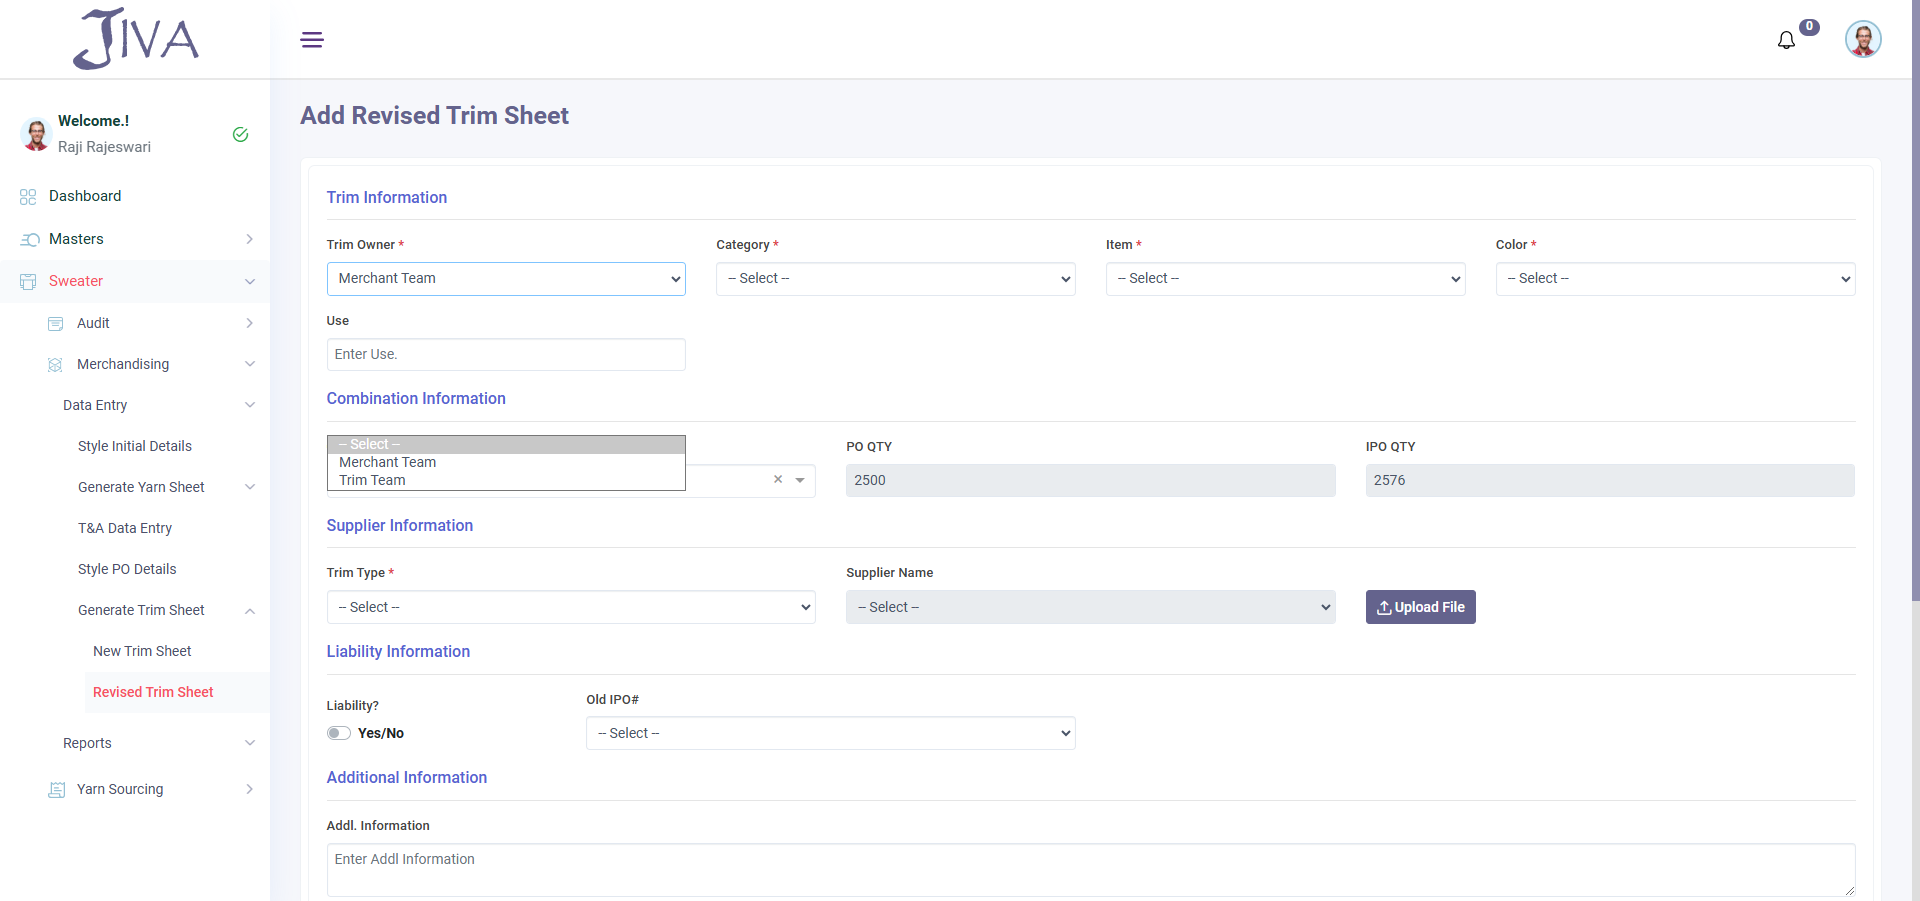 JIVA
0
Welcome.!
Raji Rajeswari
Dashboard
Masters
Sweater
Audit
Merchandising
Data Entry
Style Initial Details
Generate Yarn Sheet
T&A Data Entry
Style PO Details
Generate Trim Sheet
New Trim Sheet
Revised Trim Sheet
Reports
Yarn Sourcing
Add Revised Trim Sheet
Trim Information
Trim Owner * Category * Item * Color *
Merchant Team -- Select -- -- Select -- -- Select --
Use
Enter Use.
Combination Information
-- Select --
Merchant Team
Trim Team
PO QTY IPO QTY
× 2500 2576
Supplier Information
Trim Type * Supplier Name
-- Select -- -- Select -- Upload File
Liability Information
Liability? Old IPO#
Yes/No -- Select --
Additional Information
Addl. Information
Enter Addl Information